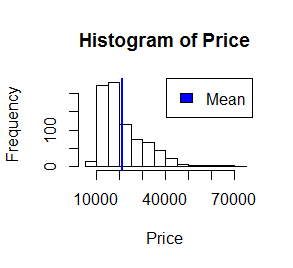 Histogram of Price
Mean
Frequency
100
0
10000 40000 70000
Price